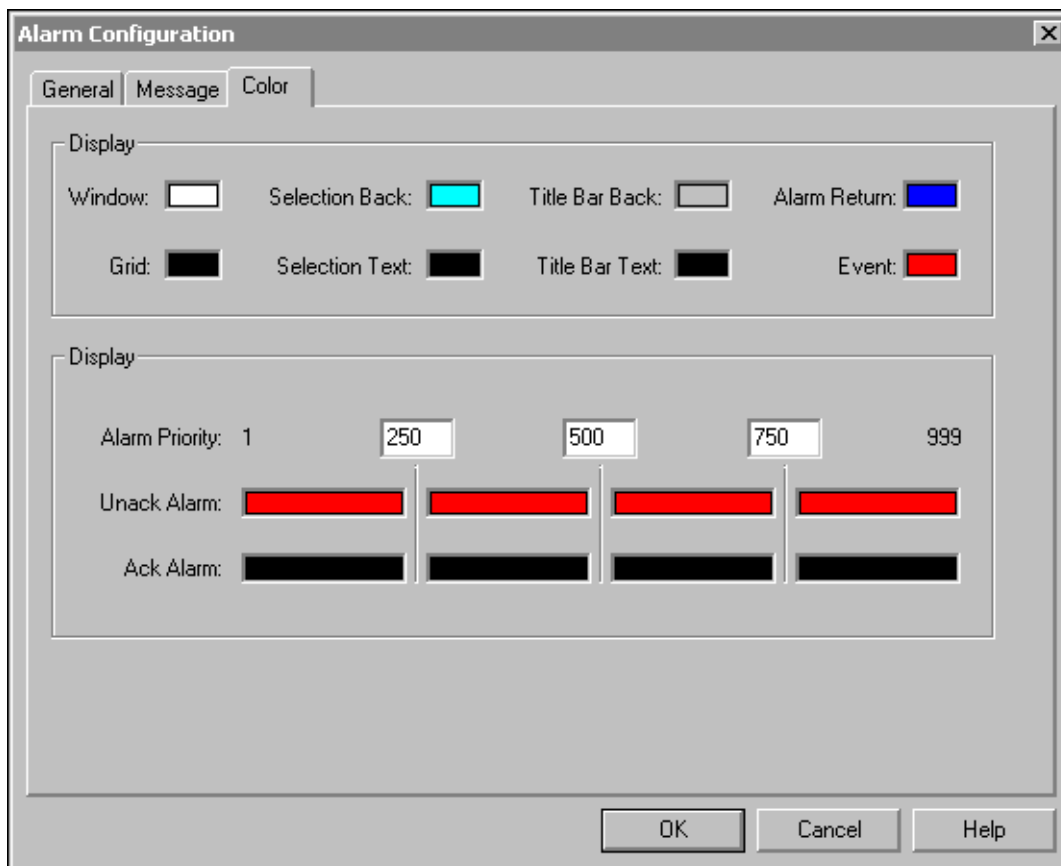 Alarm Configuration
General Message Color
Display
Window: Selection Back: Title Bar Back: Alarm Return:
Grid: Selection Text: Title Bar Text: Event:
Display
Alarm Priority: 1 250 500 750 999
Unack Alarm:
Ack Alarm:
OK Cancel Help